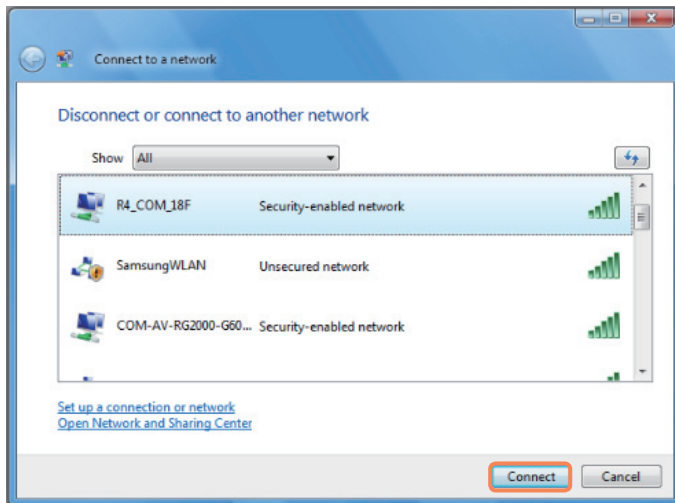 Connect to a network
Disconnect or connect to another network
Show All
R4_COM_18F Security-enabled network
SamsungWLAN Unsecured network
COM-AV-RG2000-G60... Security-enabled network
Set up a connection or network
Open Network and Sharing Center
Connect Cancel